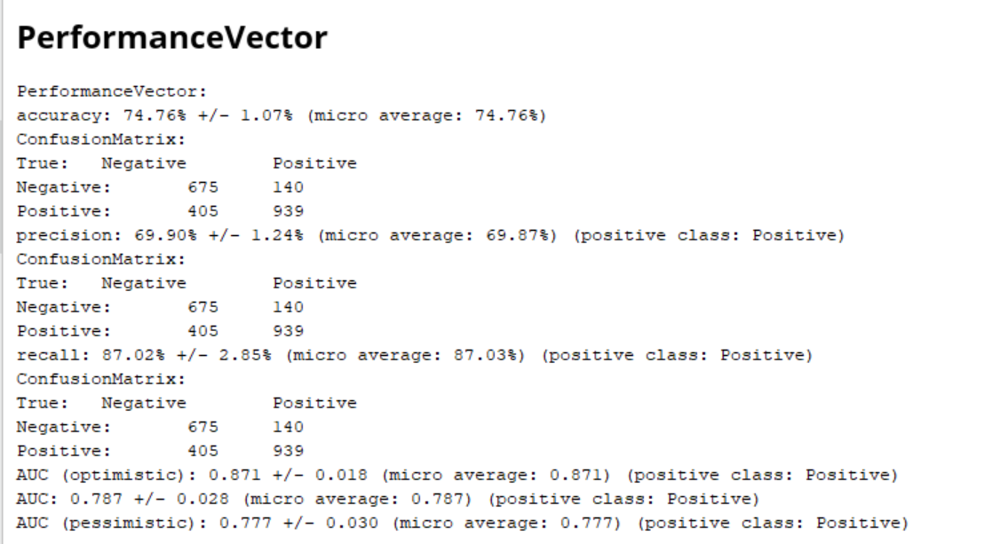 PerformanceVector
PerformanceVector:
accuracy: 74.76% +/- 1.07% (micro average: 74.76%)
ConfusionMatrix:
True: Negative Positive
Negative: 675 140
Positive: 405 939
precision: 69.90% +/- 1.24% (micro average: 69.87%) (positive class: Positive)
ConfusionMatrix:
True: Negative Positive
Negative: 675 140
Positive: 405 939
recall: 87.02% +/- 2.85% (micro average: 87.03%) (positive class: Positive)
ConfusionMatrix:
True: Negative Positive
Negative: 675 140
Positive: 405 939
AUC (optimistic): 0.871 +/- 0.018 (micro average: 0.871) (positive class: Positive)
AUC: 0.787 +/- 0.028 (micro average: 0.787) (positive class: Positive)
AUC (pessimistic): 0.777 +/- 0.030 (micro average: 0.777) (positive class: Positive)